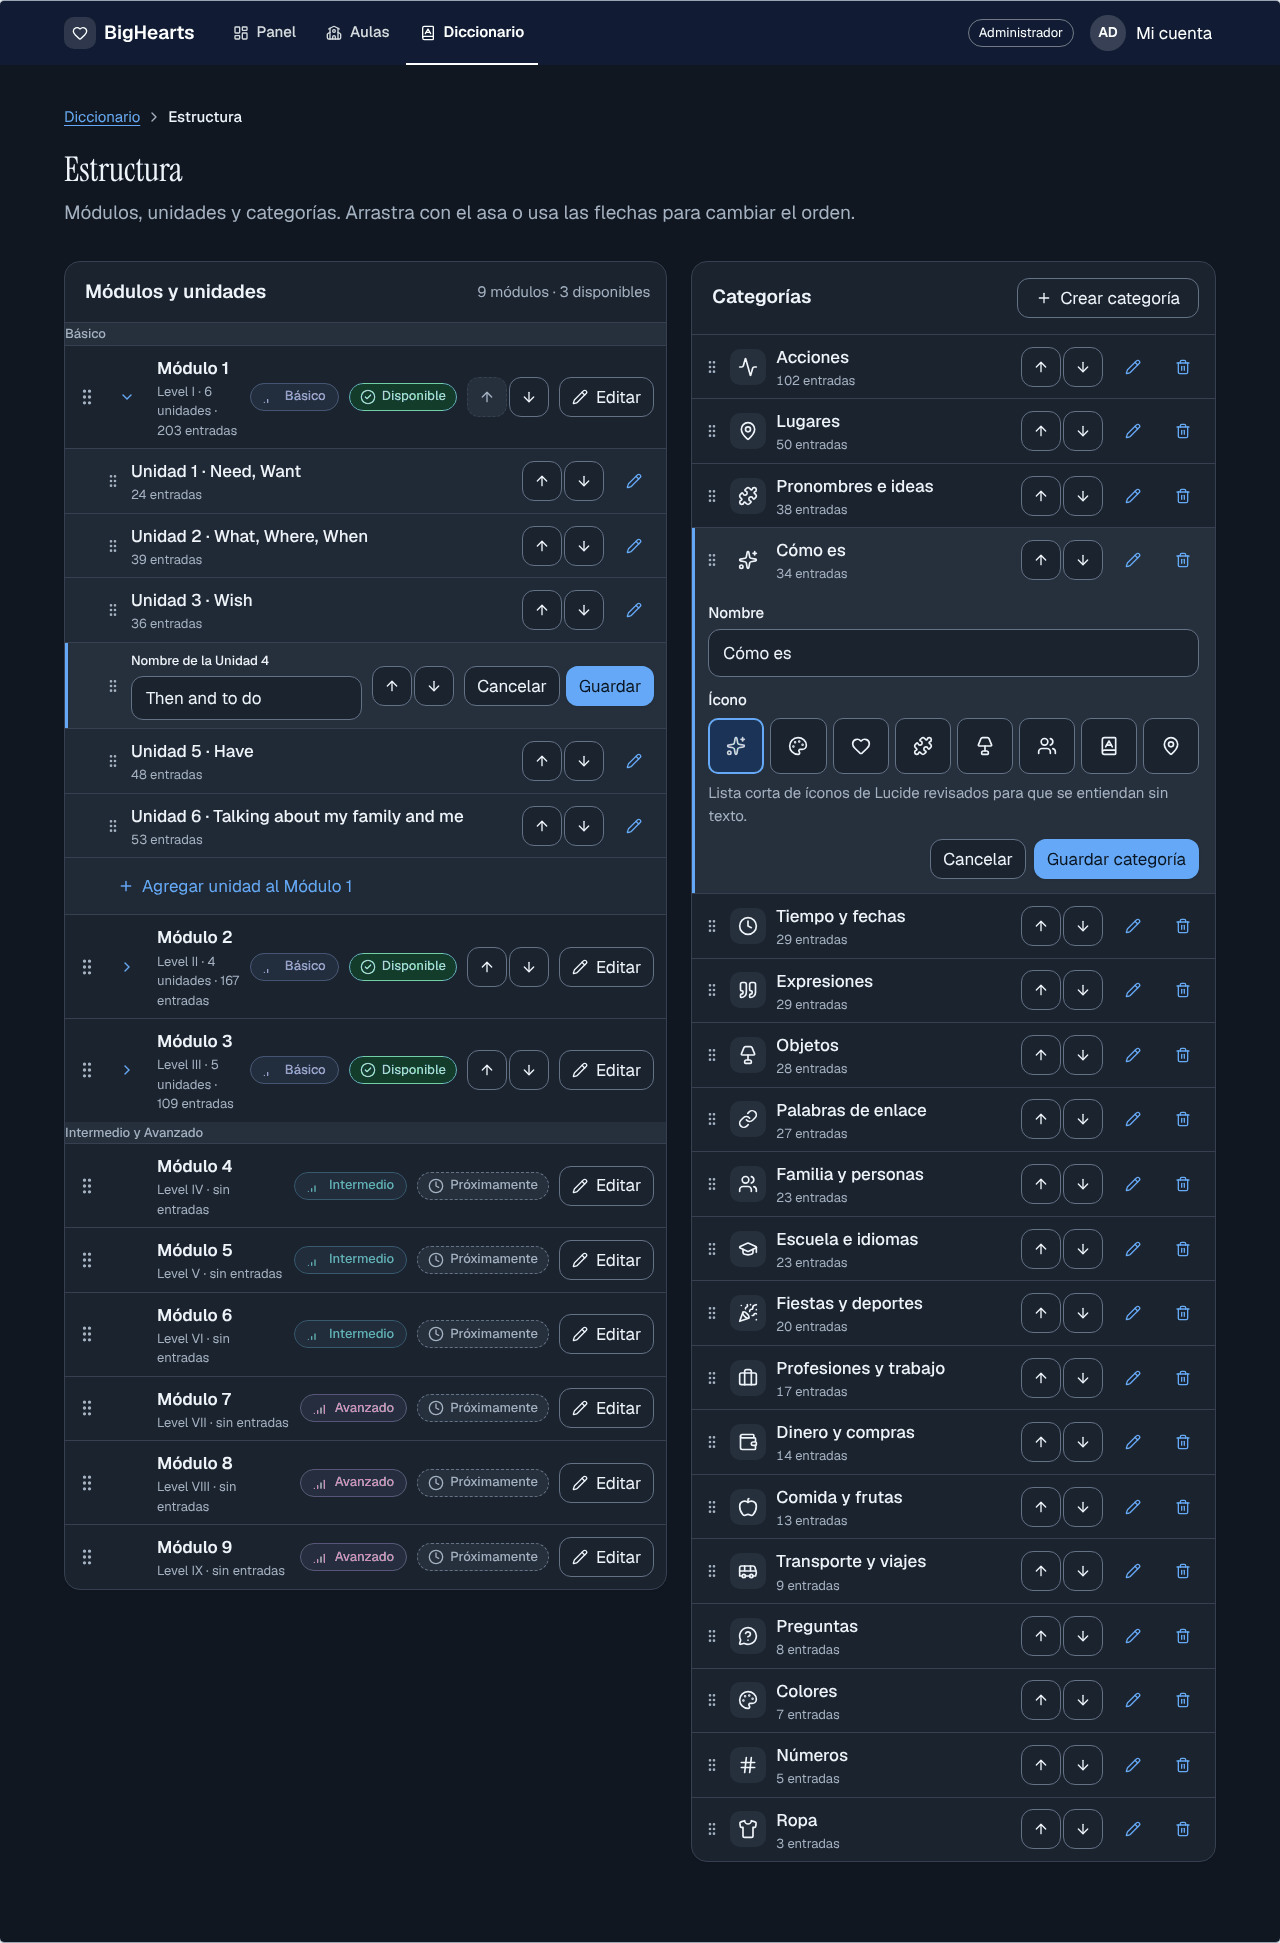 BigHearts
Panel
Aulas
Diccionario
Administrador
AD
Mi cuenta
Diccionario
Estructura
Estructura
Módulos, unidades y categorías. Arrastra con el asa o usa las flechas para cambiar el orden.
Módulos y unidades
9 módulos · 3 disponibles
Básico
Módulo 1
Level I · 6
unidades ·
203 entradas
Básico
Disponible
Editar
Unidad 1 · Need, Want
24 entradas
Unidad 2 · What, Where, When
39 entradas
Unidad 3 · Wish
36 entradas
Nombre de la Unidad 4
Then and to do
Cancelar
Guardar
Unidad 5 · Have
48 entradas
Unidad 6 · Talking about my family and me
53 entradas
Agregar unidad al Módulo 1
Módulo 2
Level II · 4
unidades · 167
entradas
Básico
Disponible
Editar
Módulo 3
Level III · 5
unidades ·
109 entradas
Básico
Disponible
Editar
Intermedio y Avanzado
Módulo 4
Level IV · sin
entradas
Intermedio
Próximamente
Editar
Módulo 5
Level V · sin entradas
Intermedio
Próximamente
Editar
Módulo 6
Level VI · sin
entradas
Intermedio
Próximamente
Editar
Módulo 7
Level VII · sin entradas
Avanzado
Próximamente
Editar
Módulo 8
Level VIII · sin
entradas
Avanzado
Próximamente
Editar
Módulo 9
Level IX · sin entradas
Avanzado
Próximamente
Editar
Categorías
Crear categoría
Acciones
102 entradas
Lugares
50 entradas
Pronombres e ideas
38 entradas
Cómo es
34 entradas
Nombre
Cómo es
Ícono
Lista corta de íconos de Lucide revisados para que se entiendan sin
texto.
Cancelar
Guardar categoría
Tiempo y fechas
29 entradas
Expresiones
29 entradas
Objetos
28 entradas
Palabras de enlace
27 entradas
Familia y personas
23 entradas
Escuela e idiomas
23 entradas
Fiestas y deportes
20 entradas
Profesiones y trabajo
17 entradas
Dinero y compras
14 entradas
Comida y frutas
13 entradas
Transporte y viajes
9 entradas
Preguntas
8 entradas
Colores
7 entradas
Números
5 entradas
Ropa
3 entradas